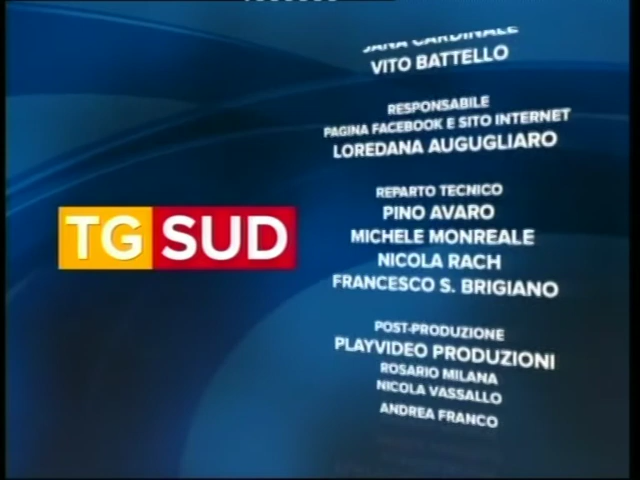 TG SUD
CARDINALE
VITO BATTELLO
RESPONSABILE
PAGINA FACEBOOK E SITO INTERNET
LOREDANA AUGUGLIARO
REPARTO TECNICO
PINO AVARO
MICHELE MONREALE
NICOLA RACH
FRANCESCO S. BRIGIANO
POST-PRODUZIONE
PLAYVIDEO PRODUZIONI
ROSARIO MILANA
NICOLA VASSALLO
ANDREA FRANCO